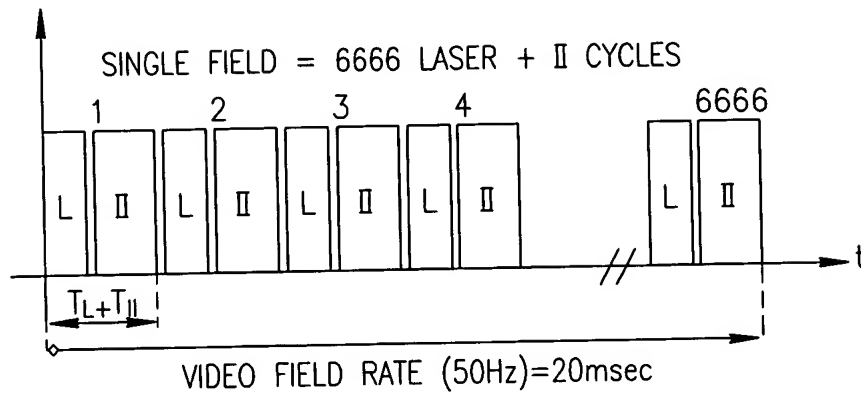 SINGLE FIELD = 6666 LASER + II CYCLES
1 2 3 4 6666
L II L II L II L II L II
t
TL+TII
VIDEO FIELD RATE (50Hz)=20msec